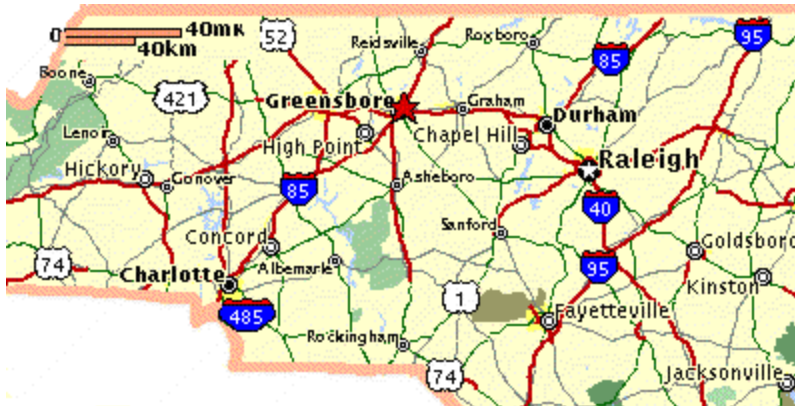 0 40mi
40km
52
Reidsville
Roxboro
95
85
Boone
421
Greensboro
Graham
Durham
Lenoir
High Point
Chapel Hill
Raleigh
Hickory
Conover
85
Asheboro
40
Concord
Sanford
Goldsboro
74
Charlotte
Albemarle
95
Kinston
485
1
Fayetteville
Rockingham
74
Jacksonville